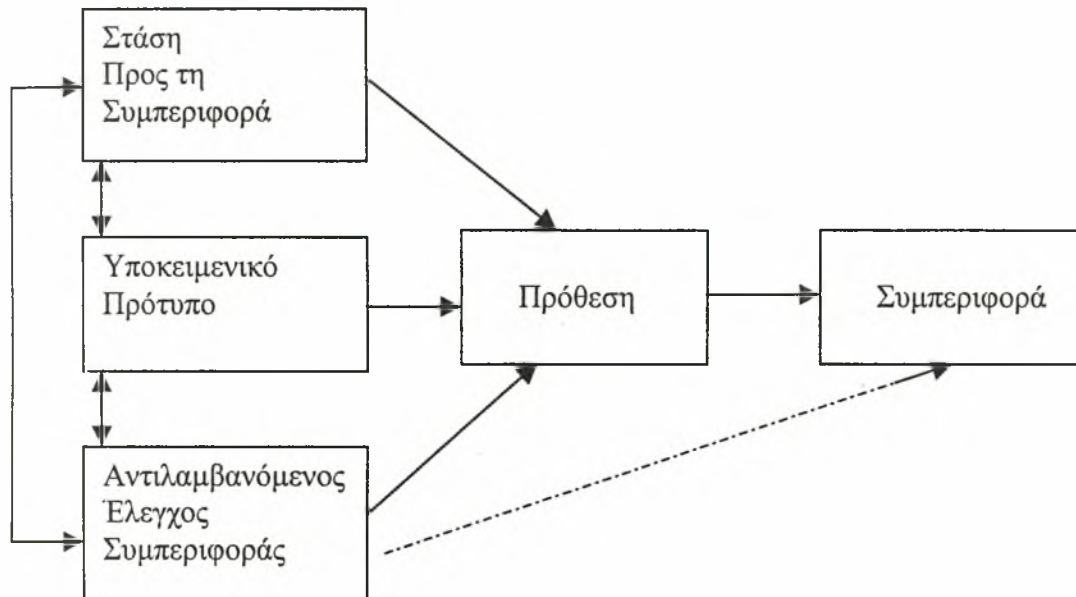 Στάση
Προς τη
Συμπεριφορά
Υποκειμενικό
Πρότυπο
Πρόθεση
Συμπεριφορά
Αντιλαμβανόμενος
Έλεγχος
Συμπεριφοράς